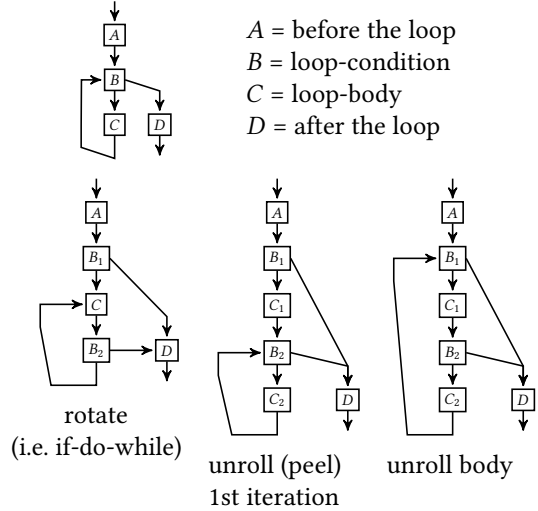 A
B
C
D
A = before the loop
B = loop-condition
C = loop-body
D = after the loop
A
B₁
C
B₂
D
rotate
(i.e. if-do-while)
A
B₁
C₁
B₂
C₂
D
unroll (peel)
1st iteration
A
B₁
C₁
B₂
C₂
D
unroll body